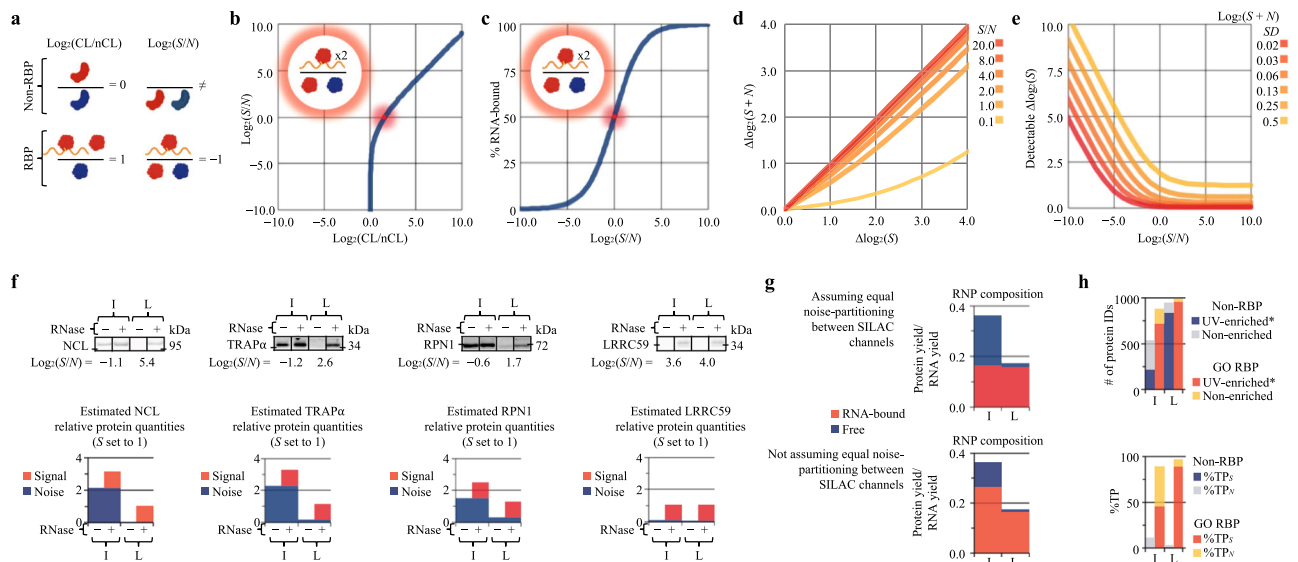 a
Log₂(CL/nCL) Log₂(S/N)
Non-RBP
= 0 ≠
RBP
= 1 = −1
b
x2
Log₂(S/N)
10.0
5.0
0.0
−5.0
−10.0
−10.0 −5.0 0.0 5.0 10.0
Log₂(CL/nCL)
c
x2
% RNA-bound
100
75
50
25
0
−10.0 −5.0 0.0 5.0 10.0
Log₂(S/N)
d
Δlog₂(S + N)
4.0
3.0
2.0
1.0
0.0
0.0 1.0 2.0 3.0 4.0
Δlog₂(S)
S/N
20.0
8.0
4.0
2.0
1.0
0.1
e
Detectable Δlog₂(S)
10.0
7.5
5.0
2.5
0.0
−10.0 −5.0 0.0 5.0 10.0
Log₂(S/N)
Log₂(S + N)
SD
0.02
0.03
0.06
0.13
0.25
0.5
f
I L
RNase − + − + kDa
NCL 95
Log₂(S/N) = −1.1 5.4
I L
RNase − + − + kDa
TRAPα 34
Log₂(S/N) = −1.2 2.6
I L
RNase − + − + kDa
RPN1 72
Log₂(S/N) = −0.6 1.7
I L
RNase − + − + kDa
LRRC59 34
Log₂(S/N) = 3.6 4.0
Estimated NCL
relative protein quantities
(S set to 1)
Signal
Noise
4
2
0
RNase − + − +
I L
Estimated TRAPα
relative protein quantities
(S set to 1)
Signal
Noise
4
2
0
RNase − + − +
I L
Estimated RPN1
relative protein quantities
(S set to 1)
Signal
Noise
4
2
0
RNase − + − +
I L
Estimated LRRC59
relative protein quantities
(S set to 1)
Signal
Noise
4
2
0
RNase − + − +
I L
g
Assuming equal
noise-partitioning
between SILAC
channels
RNP composition
Protein yield/
RNA yield
0.4
0.2
0.0
I L
RNA-bound
Free
Not assuming equal noise-
partitioning between
SILAC channels
RNP composition
Protein yield/
RNA yield
0.4
0.2
0.0
I L
h
# of protein IDs
1000
500
0
I L
Non-RBP
UV-enriched*
Non-enriched
GO RBP
UV-enriched*
Non-enriched
%TP
100
50
0
I L
Non-RBP
%TPS
%TPN
GO RBP
%TPS
%TPN